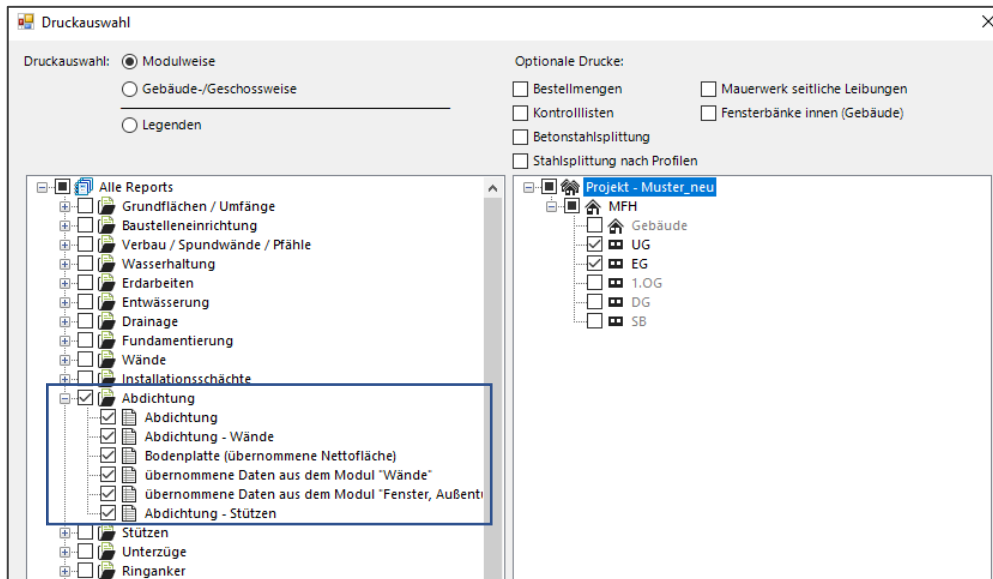 Druckauswahl
Druckauswahl: Modulweise
Gebäude-/Geschossweise
Legenden
Optionale Drucke:
Bestellmengen
Mauerwerk seitliche Leibungen
Kontrolllisten
Fensterbänke innen (Gebäude)
Betonstahlsplittung
Stahlsplittung nach Profilen
Alle Reports
Grundflächen / Umfänge
Baustelleneinrichtung
Verbau / Spundwände / Pfähle
Wasserhaltung
Erdarbeiten
Entwässerung
Drainage
Fundamentierung
Wände
Installationsschächte
Abdichtung
Abdichtung
Abdichtung - Wände
Bodenplatte (übernommene Nettofläche)
übernommene Daten aus dem Modul "Wände"
übernommene Daten aus dem Modul "Fenster,
Abdichtung - Stützen
Stützen
Unterzüge
Ringanker
Projekt - Muster_neu
MFH
Gebäude
UG
EG
1.OG
DG
SB